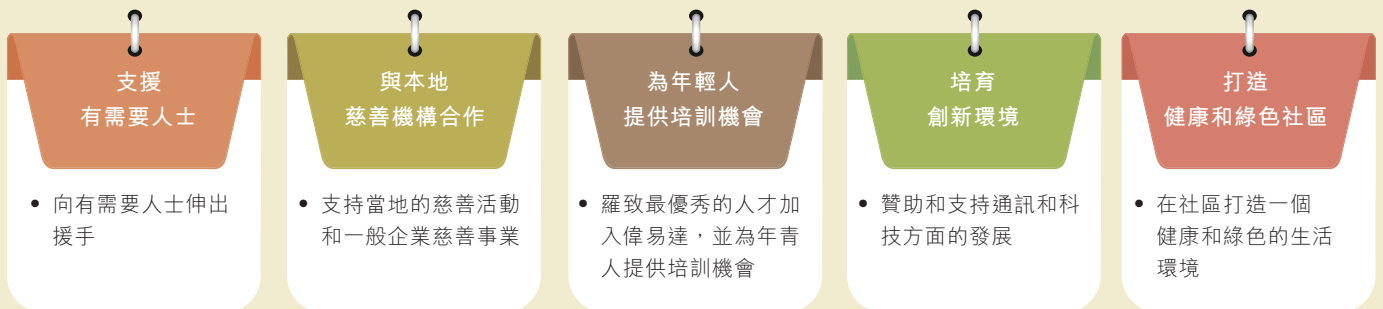 支援
有需要人士
• 向有需要人士伸出
援手
與本地
慈善機構合作
• 支持當地的慈善活動
和一般企業慈善事業
為年輕人
提供培訓機會
• 羅致最優秀的人才加
入偉易達，並為年青
人提供培訓機會
培育
創新環境
• 贊助和支持通訊和科
技方面的發展
打造
健康和綠色社區
• 在社區打造一個
健康和綠色的生活
環境